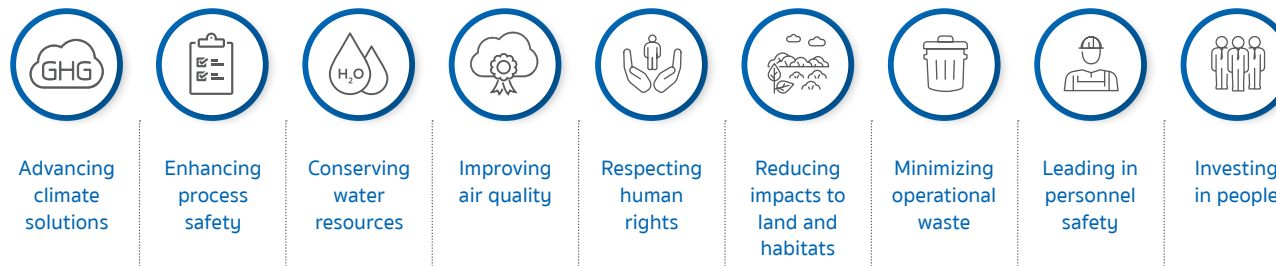 GHG
Advancing
climate
solutions
Enhancing
process
safety
H₂O
Conserving
water
resources
Improving
air quality
Respecting
human
rights
Reducing
impacts to
land and
habitats
Minimizing
operational
waste
Leading in
personnel
safety
Investing
in people